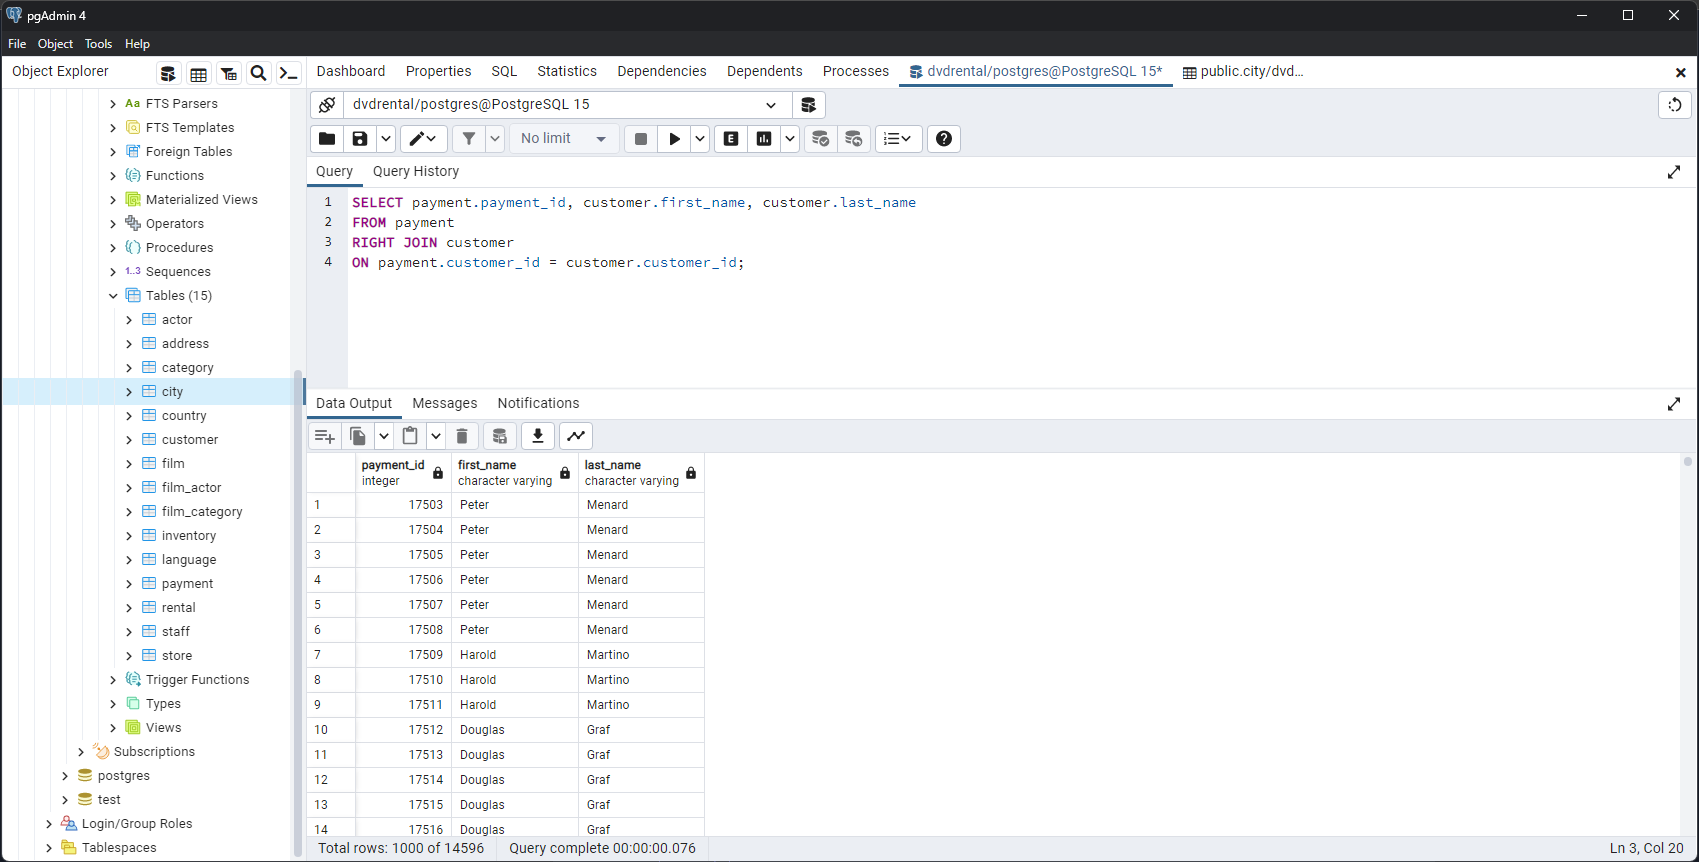 pgAdmin 4
File Object Tools Help
Object Explorer
Dashboard Properties SQL Statistics Dependencies Dependents Processes dvdrental/postgres@PostgreSQL 15* public.city/dvd...
Aa FTS Parsers
FTS Templates
Foreign Tables
Functions
Materialized Views
Operators
Procedures
1..3 Sequences
Tables (15)
actor
address
category
city
country
customer
film
film_actor
film_category
inventory
language
payment
rental
staff
store
Trigger Functions
Types
Views
Subscriptions
postgres
test
Login/Group Roles
Tablespaces
dvdrental/postgres@PostgreSQL 15
No limit
E
Query Query History
1 SELECT payment.payment_id, customer.first_name, customer.last_name
2 FROM payment
3 RIGHT JOIN customer
4 ON payment.customer_id = customer.customer_id;
Data Output Messages Notifications
payment_id first_name last_name
integer character varying character varying
1 17503 Peter Menard
2 17504 Peter Menard
3 17505 Peter Menard
4 17506 Peter Menard
5 17507 Peter Menard
6 17508 Peter Menard
7 17509 Harold Martino
8 17510 Harold Martino
9 17511 Harold Martino
10 17512 Douglas Graf
11 17513 Douglas Graf
12 17514 Douglas Graf
13 17515 Douglas Graf
14 17516 Douglas Graf
Total rows: 1000 of 14596 Query complete 00:00:00.076 Ln 3, Col 20